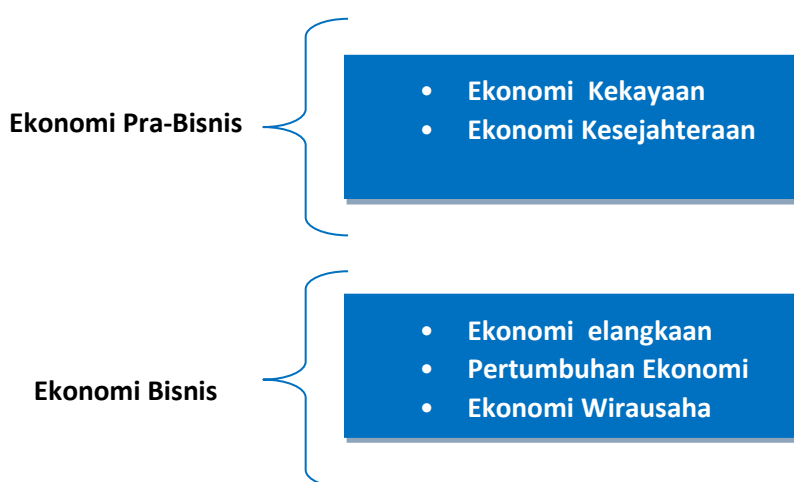 Ekonomi Pra-Bisnis
• Ekonomi Kekayaan
• Ekonomi Kesejahteraan
Ekonomi Bisnis
• Ekonomi elangkaan
• Pertumbuhan Ekonomi
• Ekonomi Wirausaha